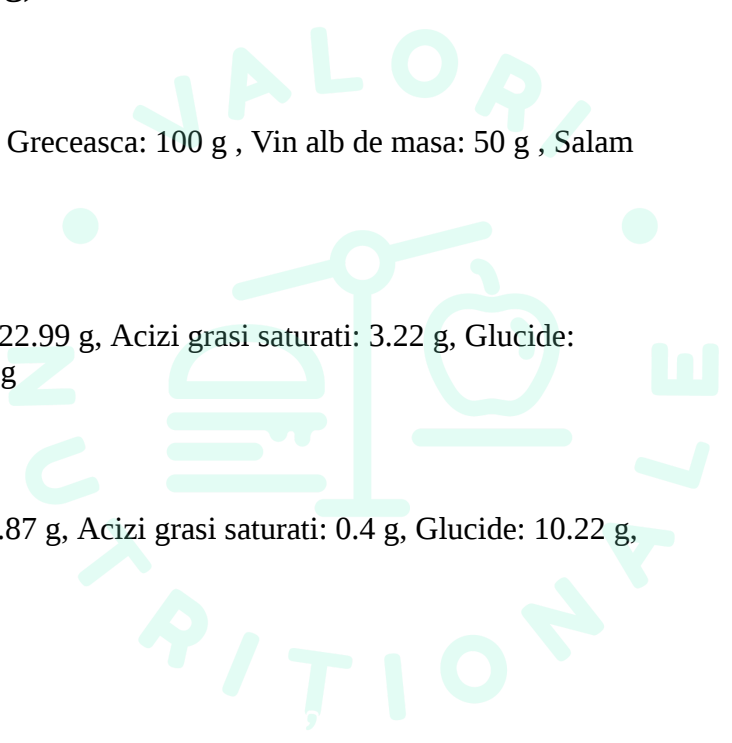 g,
VALORI
Greceasca: 100 g , Vin alb de masa: 50 g , Salam
22.99 g, Acizi grasi saturati: 3.22 g, Glucide:
g
.87 g, Acizi grasi saturati: 0.4 g, Glucide: 10.22 g,
NUTRITIONALE